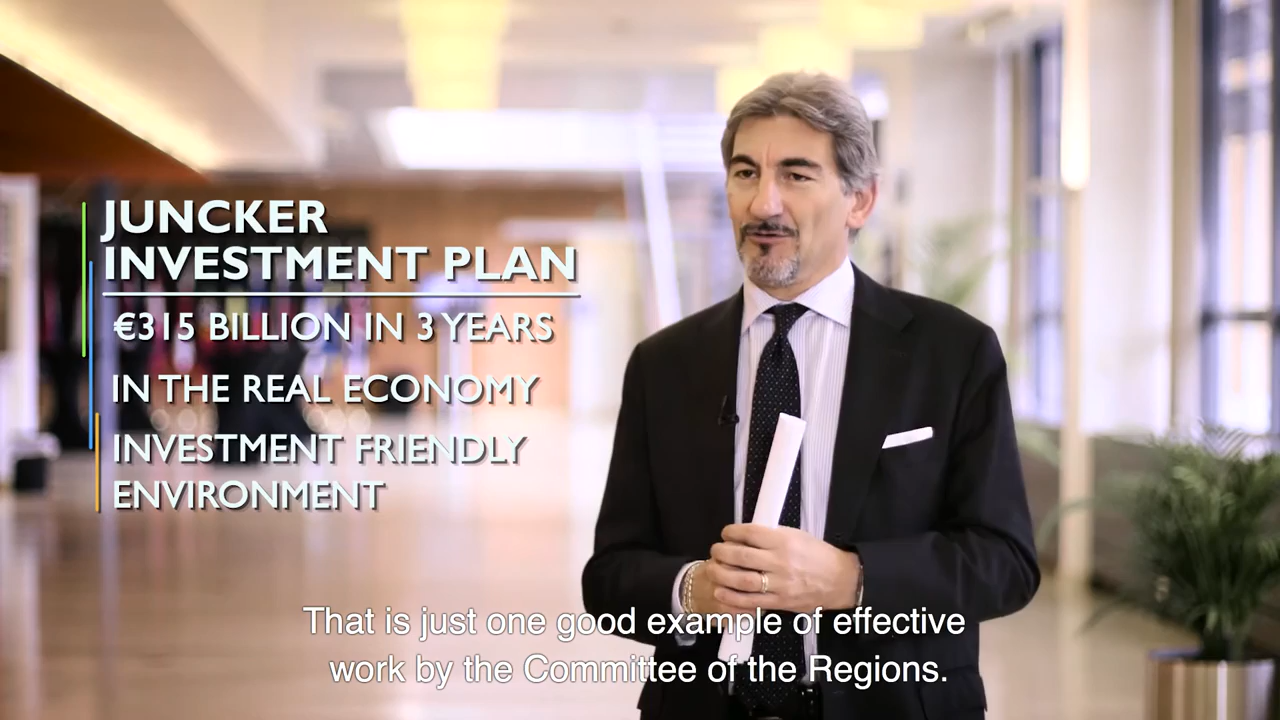 JUNCKER
INVESTMENT PLAN
€315 BILLION IN 3 YEARS
IN THE REAL ECONOMY
INVESTMENT FRIENDLY
ENVIRONMENT
That is just one good example of effective
work by the Committee of the Regions.